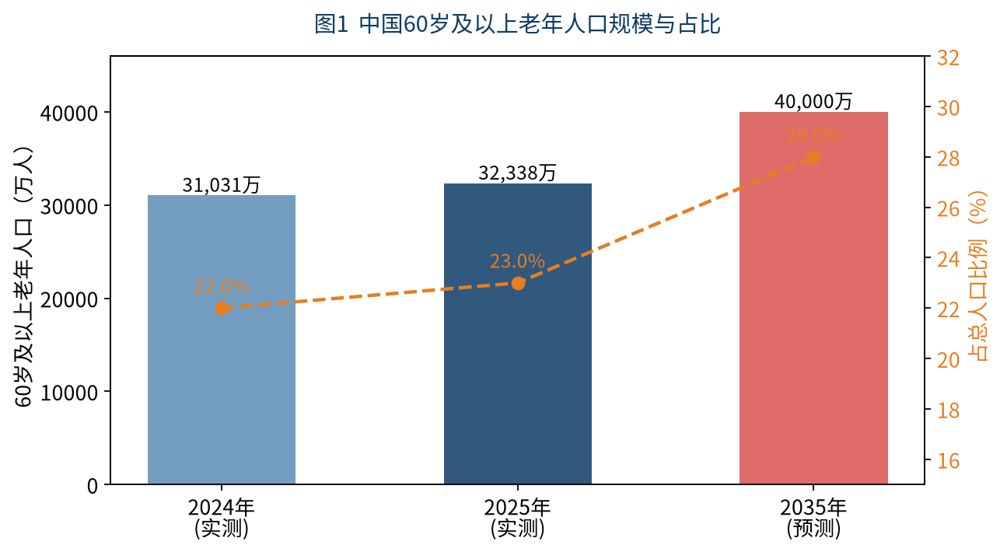 图1 中国60岁及以上老年人口规模与占比
60岁及以上老年人口（万人）
40000
30000
20000
10000
0
31,031万
32,338万
40,000万
22.0%
23.0%
28.0%
32
30
28
26
24
22
20
18
16
占总人口比例（%）
2024年
(实测)
2025年
(实测)
2035年
(预测)